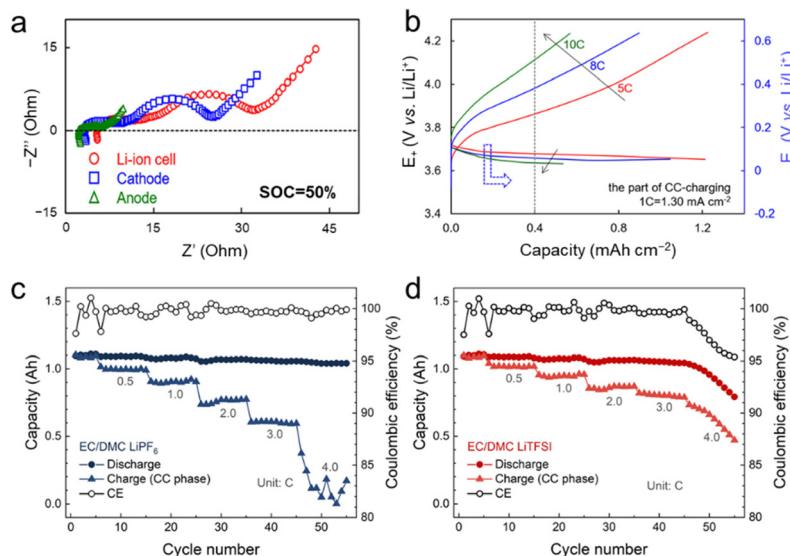 a
15
0
−15
−Z'' (Ohm)
Li-ion cell
Cathode
Anode
SOC=50%
0 15 30 45
Z' (Ohm)
b
4.2
4.0
3.8
3.6
3.4
E+ (V vs. Li/Li+)
10C
8C
5C
0.6
0.4
0.2
0
-0.2
E (V vs. Li/Li+)
the part of CC-charging
1C=1.30 mA cm−2
0.0 0.4 0.8 1.2
Capacity (mAh cm−2)
c
1.5
1.0
0.5
0.0
Capacity (Ah)
0.5
1.0
2.0
3.0
4.0
EC/DMC LiPF6
Discharge
Charge (CC phase)
CE
Unit: C
100
95
90
85
80
Coulombic efficiency (%)
0 10 20 30 40 50
Cycle number
d
1.5
1.0
0.5
0.0
Capacity (Ah)
0.5
1.0
2.0
3.0
4.0
EC/DMC LiTFSI
Discharge
Charge (CC phase)
CE
Unit: C
100
95
90
85
80
Coulombic efficiency (%)
0 10 20 30 40 50
Cycle number